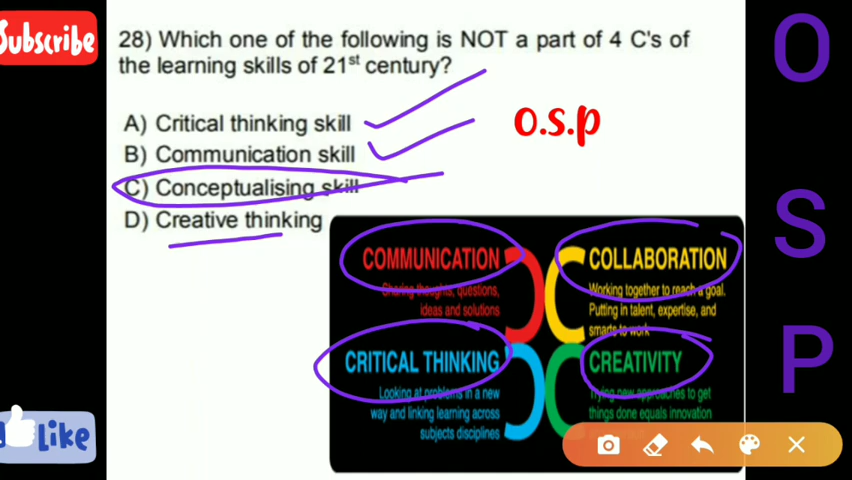 Subscribe
28) Which one of the following is NOT a part of 4 C's of
the learning skills of 21st century?
A) Critical thinking skill
B) Communication skill
C) Conceptualising skill
D) Creative thinking
O.S.P
O
S
P
COMMUNICATION
Sharing thoughts, questions,
ideas and solutions
COLLABORATION
Working together to reach a goal.
Putting in talent, expertise, and
smarts to work
CRITICAL THINKING
Looking at problems in a new
way and linking learning across
subjects disciplines
CREATIVITY
Trying new approaches to get
things done equals innovation
Like